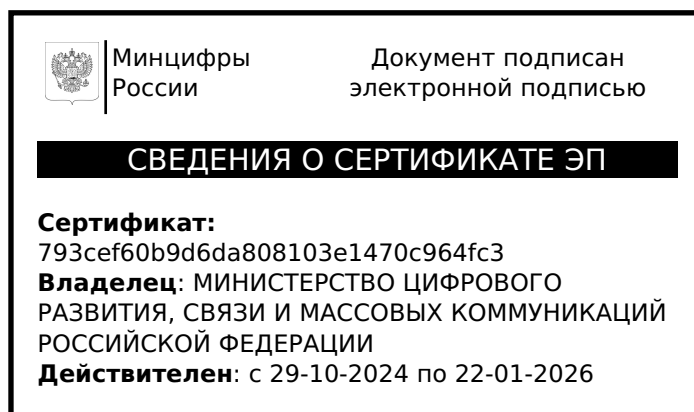 Минцифры
России
Документ подписан
электронной подписью
СВЕДЕНИЯ О СЕРТИФИКАТЕ ЭП
Сертификат:
793cef60b9d6da808103e1470c964fc3
Владелец: МИНИСТЕРСТВО ЦИФРОВОГО
РАЗВИТИЯ, СВЯЗИ И МАССОВЫХ КОММУНИКАЦИЙ
РОССИЙСКОЙ ФЕДЕРАЦИИ
Действителен: с 29-10-2024 по 22-01-2026